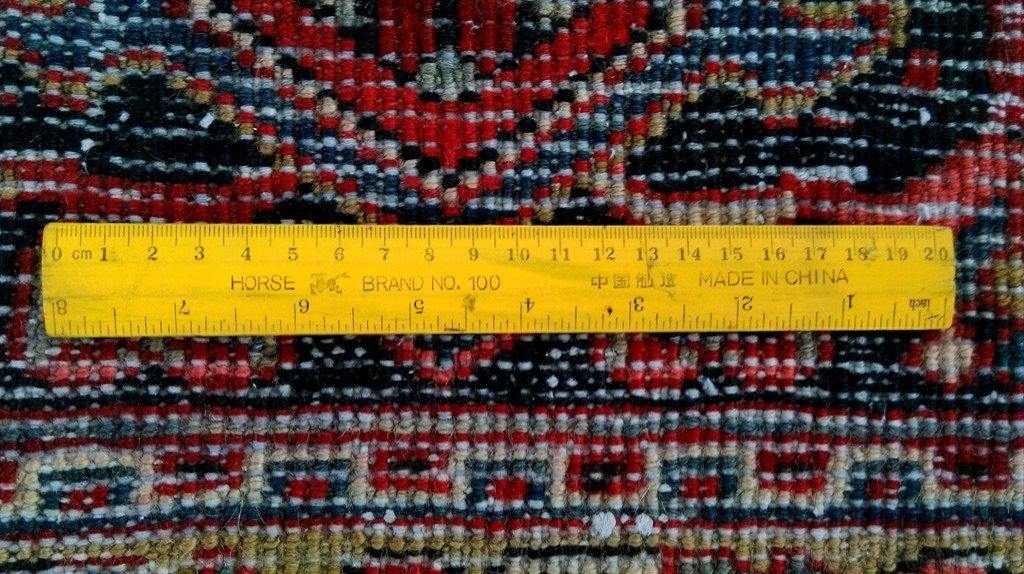 0 cm 1 2 3 4 5 6 7 8 9 10 11 12 13 14 15 16 17 18 19 20
HORSE BRAND NO. 100 中国制造 MADE IN CHINA
8 7 6 5 4 3 2 1 inch